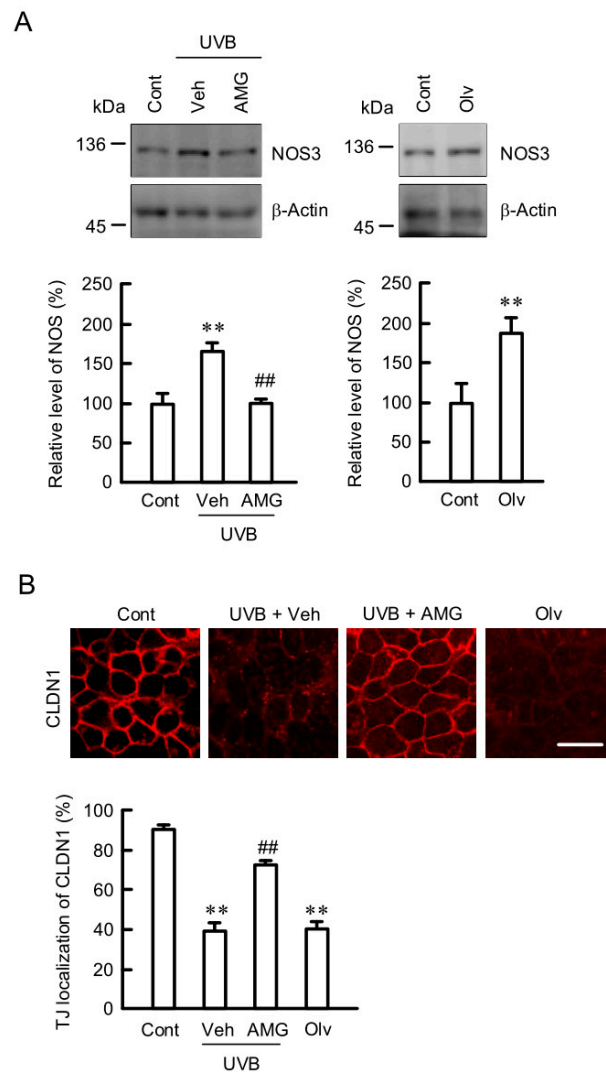 A
UVB
kDa Cont Veh AMG Cont Olv
136 NOS3 136 NOS3
45 β-Actin 45 β-Actin
Relative level of NOS (%) 250 200 150 100 50 0 ** ##
Cont Veh AMG
UVB
Relative level of NOS (%) 250 200 150 100 50 0 **
Cont Olv
B
Cont UVB + Veh UVB + AMG Olv
CLDN1
TJ localization of CLDN1 (%) 100 80 60 40 20 0 ** ## **
Cont Veh AMG Olv
UVB